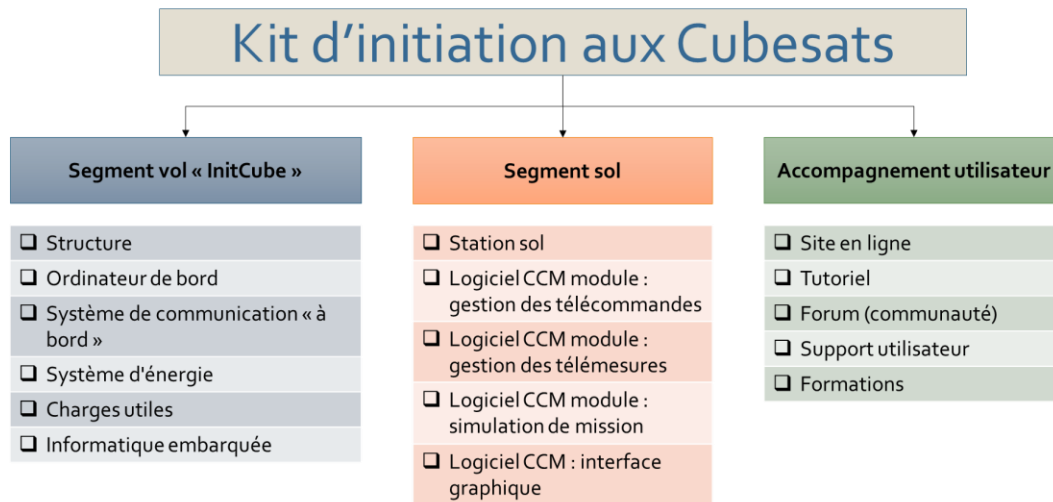 Kit d'initiation aux Cubesats
Segment vol « InitCube »
Segment sol
Accompagnement utilisateur
❑ Structure
❑ Ordinateur de bord
❑ Système de communication « à
bord »
❑ Système d'énergie
❑ Charges utiles
❑ Informatique embarquée
❑ Station sol
❑ Logiciel CCM module :
gestion des télécommandes
❑ Logiciel CCM module :
gestion des télémesures
❑ Logiciel CCM module :
simulation de mission
❑ Logiciel CCM : interface
graphique
❑ Site en ligne
❑ Tutoriel
❑ Forum (communauté)
❑ Support utilisateur
❑ Formations